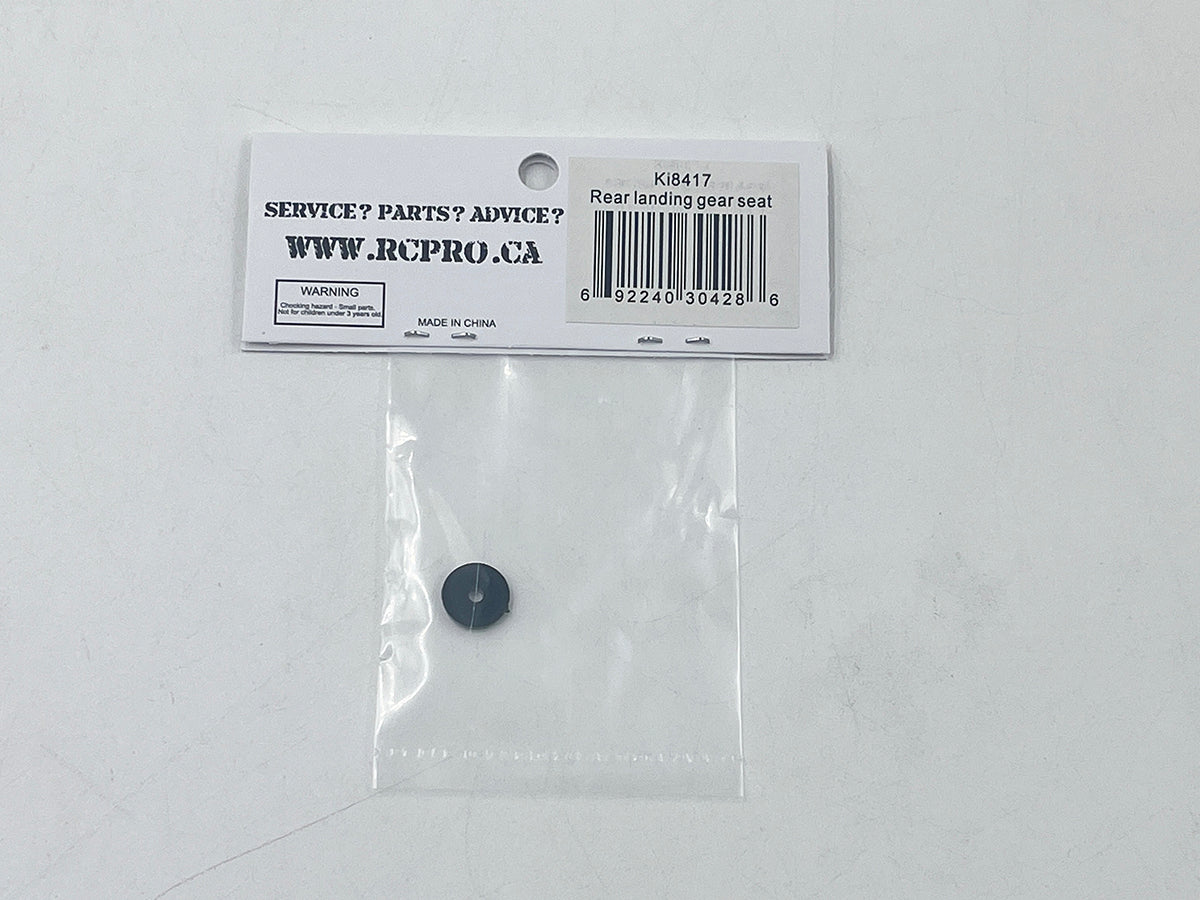 SERVICE? PARTS? ADVICE?
WWW.RCPRO.CA
WARNING
Chocking hazard - Small parts.
Not for children under 3 years old.
MADE IN CHINA
Ki8417
Rear landing gear seat
6 92240 30428 6